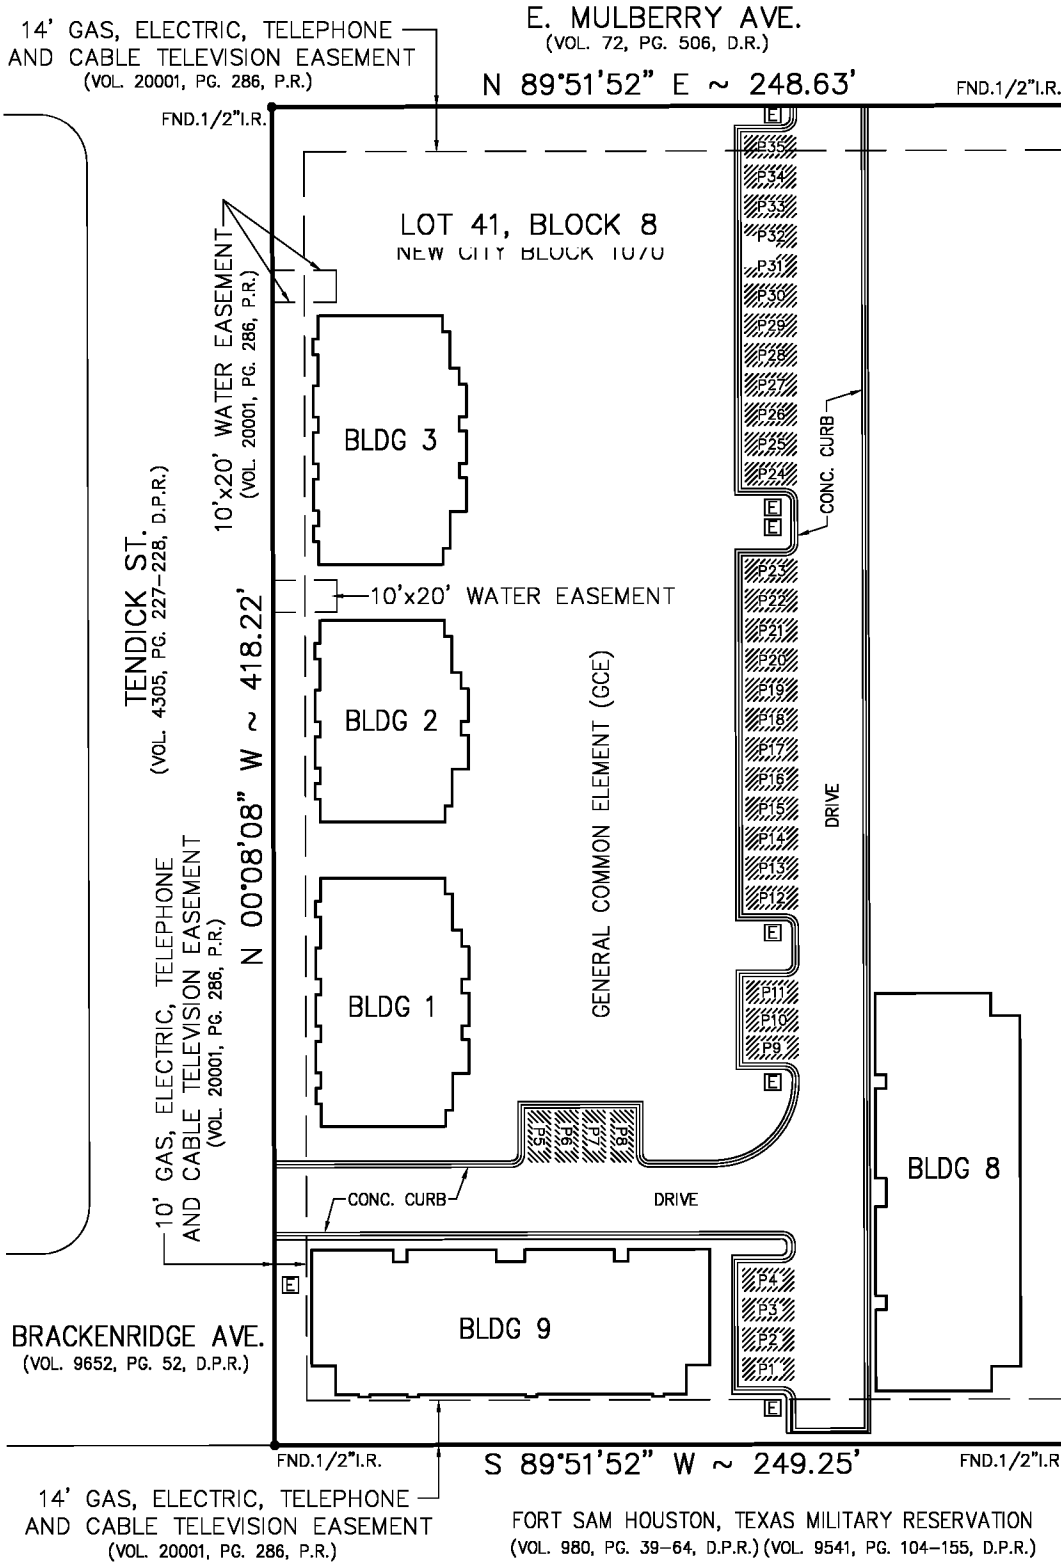 14' GAS, ELECTRIC, TELEPHONE
AND CABLE TELEVISION EASEMENT
(VOL. 20001, PG. 286, P.R.)
E. MULBERRY AVE.
(VOL. 72, PG. 506, D.R.)
N 89°51'52" E ~ 248.63'
FND.1/2"I.R.
FND.1/2"I.R.
E
P35
P34
P33
P32
P31
P30
P29
P28
P27
P26
P25
P24
LOT 41, BLOCK 8
NEW CITY BLOCK 1070
10'x20' WATER EASEMENT
(VOL. 20001, PG. 286, P.R.)
BLDG 3
CONC. CURB
E
E
TENDICK ST.
(VOL. 4305, PG. 227-228, D.P.R.)
N 00°08'08" W ~ 418.22'
10'x20' WATER EASEMENT
BLDG 2
GENERAL COMMON ELEMENT (GCE)
P23
P22
P21
P20
P19
P18
P17
P16
P15
P14
P13
P12
DRIVE
E
10' GAS, ELECTRIC, TELEPHONE
AND CABLE TELEVISION EASEMENT
(VOL. 20001, PG. 286, P.R.)
BLDG 1
P11
P10
P9
E
P5
P6
P7
P8
BLDG 8
CONC. CURB
DRIVE
E
BLDG 9
P4
P3
P2
P1
E
BRACKENRIDGE AVE.
(VOL. 9652, PG. 52, D.P.R.)
FND.1/2"I.R.
S 89°51'52" W ~ 249.25'
FND.1/2"I.R
14' GAS, ELECTRIC, TELEPHONE
AND CABLE TELEVISION EASEMENT
(VOL. 20001, PG. 286, P.R.)
FORT SAM HOUSTON, TEXAS MILITARY RESERVATION
(VOL. 980, PG. 39-64, D.P.R.) (VOL. 9541, PG. 104-155, D.P.R.)